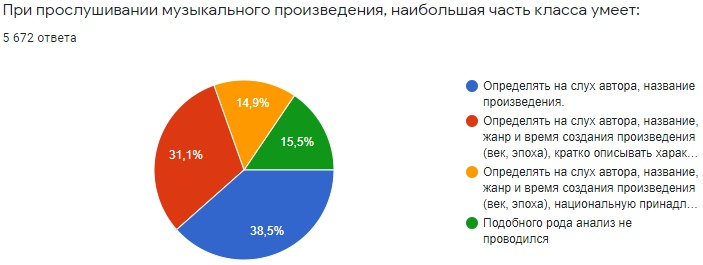 При прослушивании музыкального произведения, наибольшая часть класса умеет:
5 672 ответа
14,9%
15,5%
31,1%
38,5%
Определять на слух автора, название
произведения.
Определять на слух автора, название,
жанр и время создания произведения
(век, эпоха), кратко описывать харак…
Определять на слух автора, название,
жанр и время создания произведения
(век, эпоха), национальную принадл…
Подобного рода анализ не
проводился